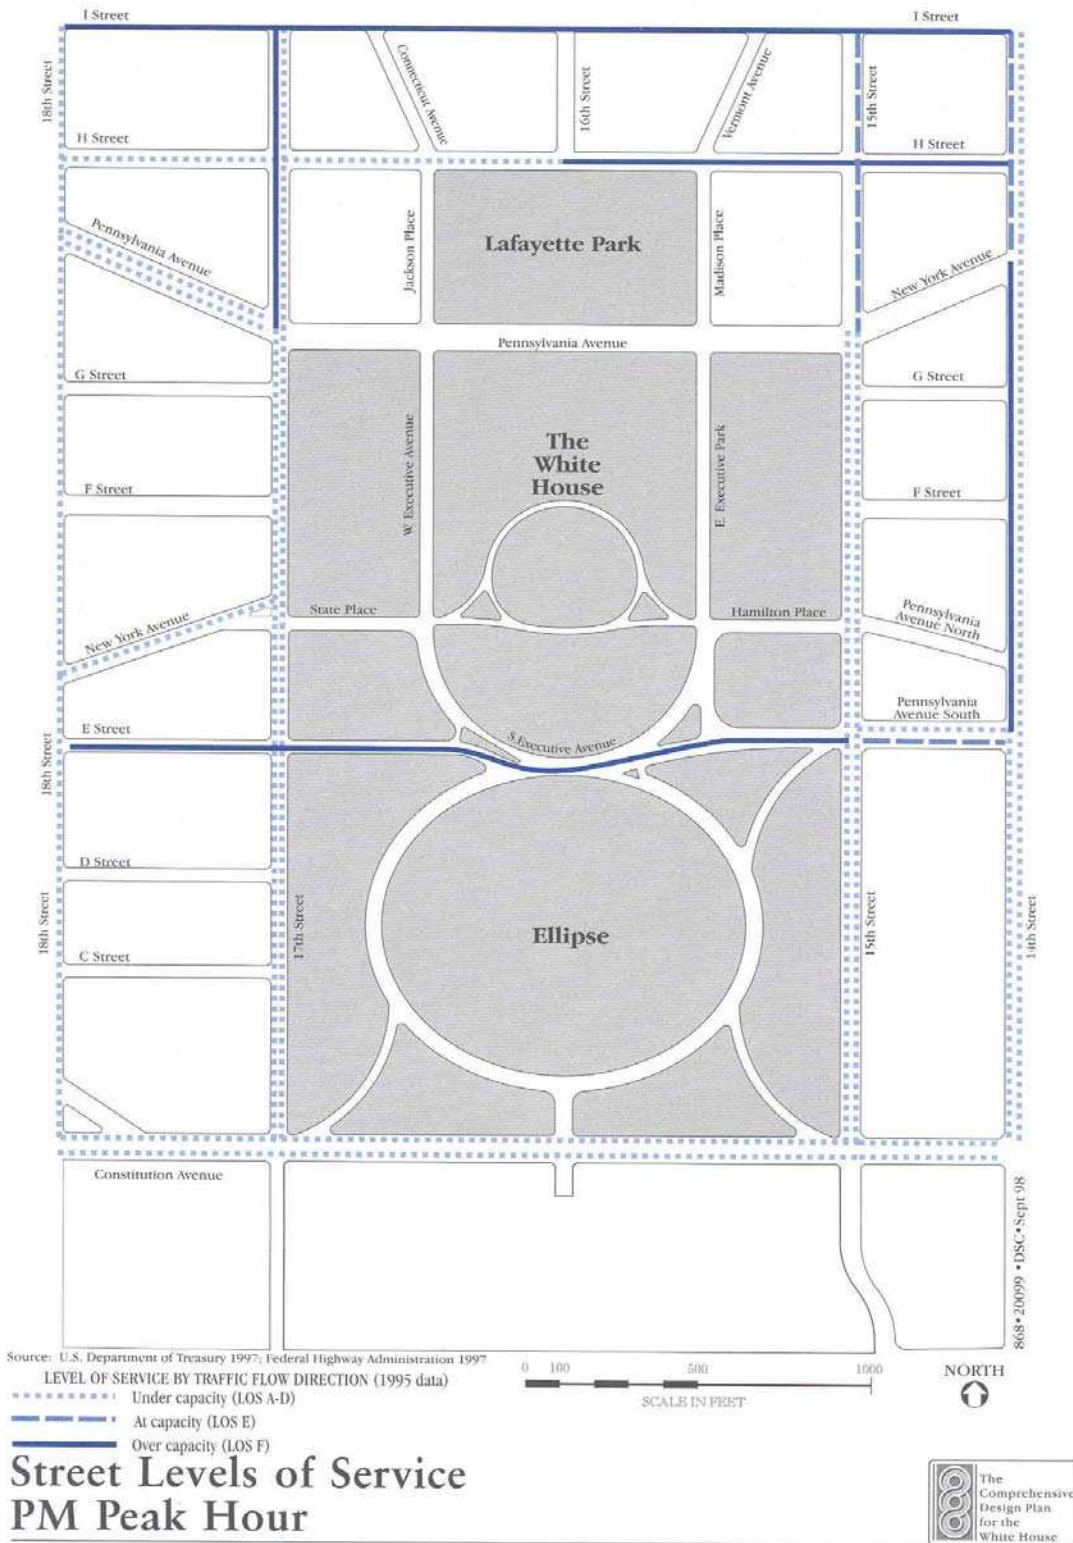 I Street
I Street
18th Street
Connecticut Avenue
16th Street
Vermont Avenue
15th Street
H Street
H Street
Pennsylvania Avenue
Jackson Place
Lafayette Park
Madison Place
New York Avenue
Pennsylvania Avenue
G Street
G Street
W. Executive Avenue
The
White
House
E. Executive Park
F Street
F Street
State Place
Hamilton Place
New York Avenue
Pennsylvania
Avenue North
E Street
S Executive Avenue
Pennsylvania
Avenue South
18th Street
D Street
18th Street
17th Street
Ellipse
15th Street
14th Street
C Street
Constitution Avenue
868•20099 •DSC•Sept 98
Source: U.S. Department of Treasury 1997; Federal Highway Administration 1997
LEVEL OF SERVICE BY TRAFFIC FLOW DIRECTION (1995 data)
Under capacity (LOS A-D)
At capacity (LOS E)
Over capacity (LOS F)
0 100 500 1000
SCALE IN FEET
NORTH
Street Levels of Service
PM Peak Hour
The
Comprehensive
Design Plan
for the
White House